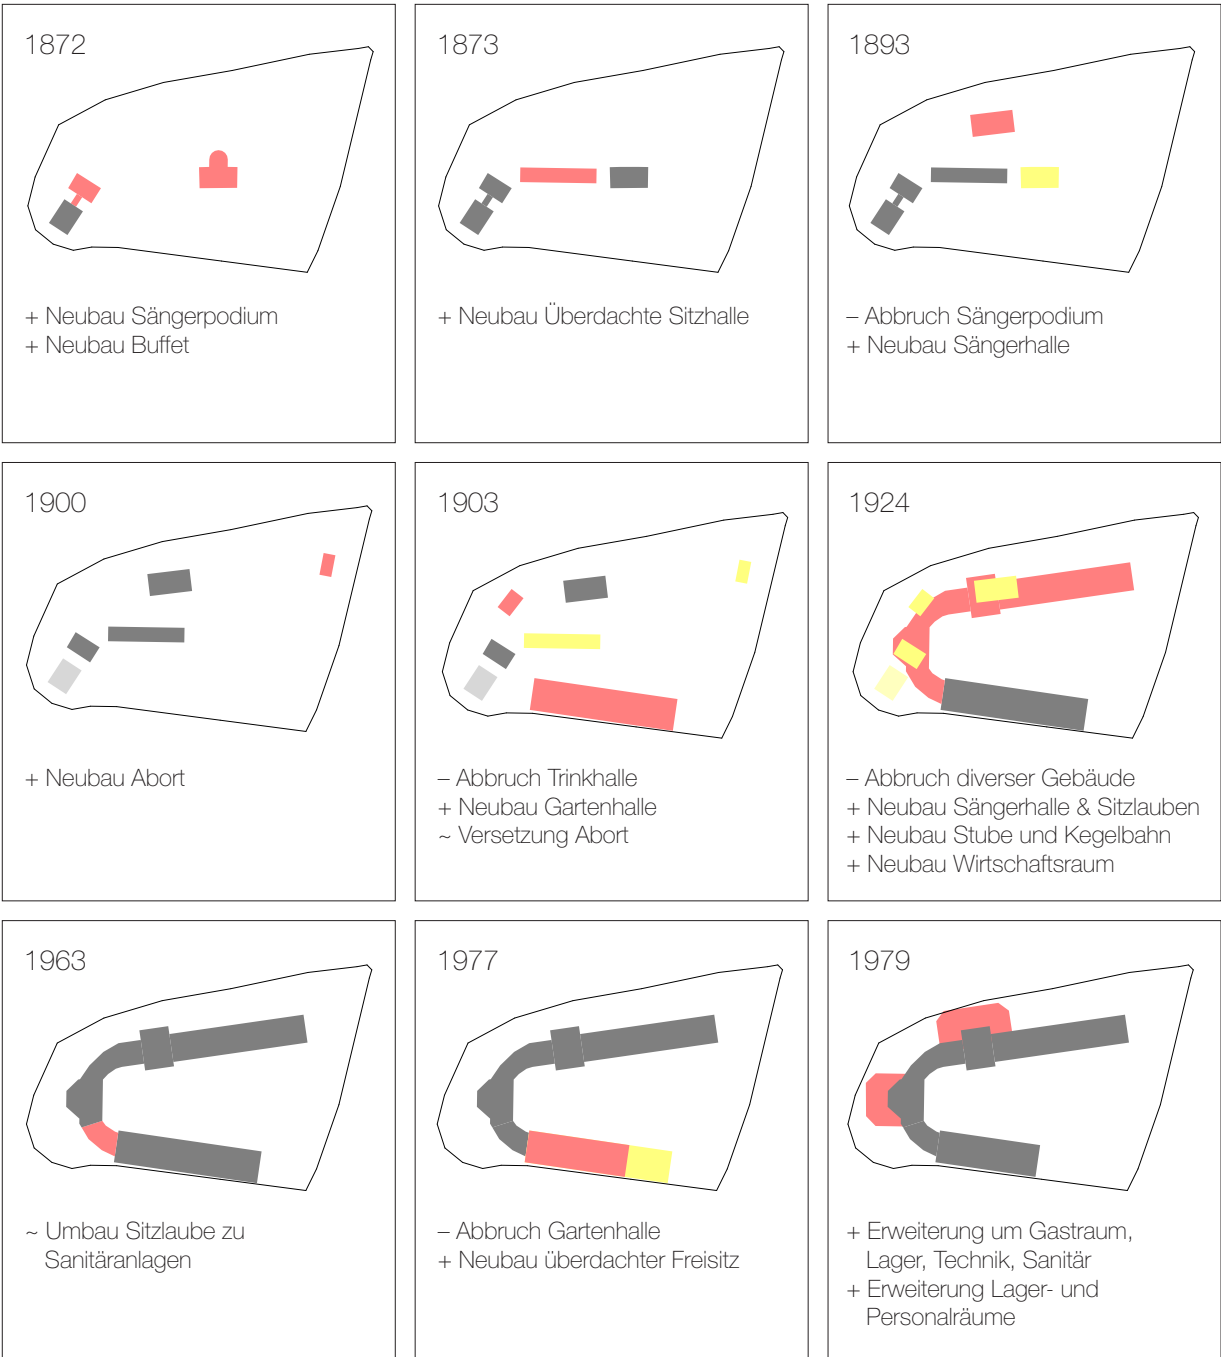 1872
+ Neubau Sängerpodium
+ Neubau Buffet
1873
+ Neubau Überdachte Sitzhalle
1893
– Abbruch Sängerpodium
+ Neubau Sängerhalle
1900
+ Neubau Abort
1903
– Abbruch Trinkhalle
+ Neubau Gartenhalle
~ Versetzung Abort
1924
– Abbruch diverser Gebäude
+ Neubau Sängerhalle & Sitzlauben
+ Neubau Stube und Kegelbahn
+ Neubau Wirtschaftsraum
1963
~ Umbau Sitzlaube zu
Sanitäranlagen
1977
– Abbruch Gartenhalle
+ Neubau überdachter Freisitz
1979
+ Erweiterung um Gastraum,
Lager, Technik, Sanitär
+ Erweiterung Lager- und
Personalräume